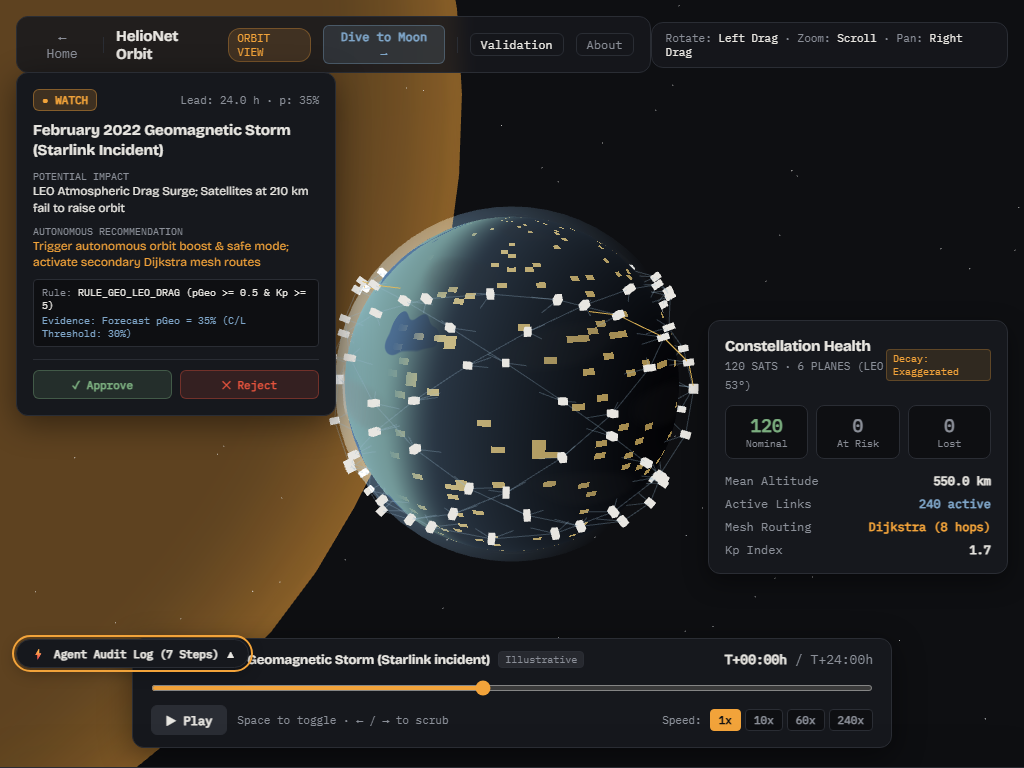 ← Home
HelioNet Orbit
ORBIT VIEW
Dive to Moon →
Validation
About
Rotate: Left Drag · Zoom: Scroll · Pan: Right Drag
● WATCH
Lead: 24.0 h · p: 35%
February 2022 Geomagnetic Storm
(Starlink Incident)
POTENTIAL IMPACT
LEO Atmospheric Drag Surge; Satellites at 210 km
fail to raise orbit
AUTONOMOUS RECOMMENDATION
Trigger autonomous orbit boost & safe mode;
activate secondary Dijkstra mesh routes
Rule: RULE_GEO_LEO_DRAG (pGeo >= 0.5 & Kp >=
5)
Evidence: Forecast pGeo = 35% (C/L
Threshold: 30%)
✓ Approve
✕ Reject
Constellation Health
120 SATS · 6 PLANES (LEO
53°)
Decay:
Exaggerated
120
Nominal
0
At Risk
0
Lost
Mean Altitude 550.0 km
Active Links 240 active
Mesh Routing Dijkstra (8 hops)
Kp Index 1.7
Agent Audit Log (7 Steps) ▲
Geomagnetic Storm (Starlink incident)
Illustrative
T+00:00h / T+24:00h
▶ Play
Space to toggle · ← / → to scrub
Speed: 1x 10x 60x 240x